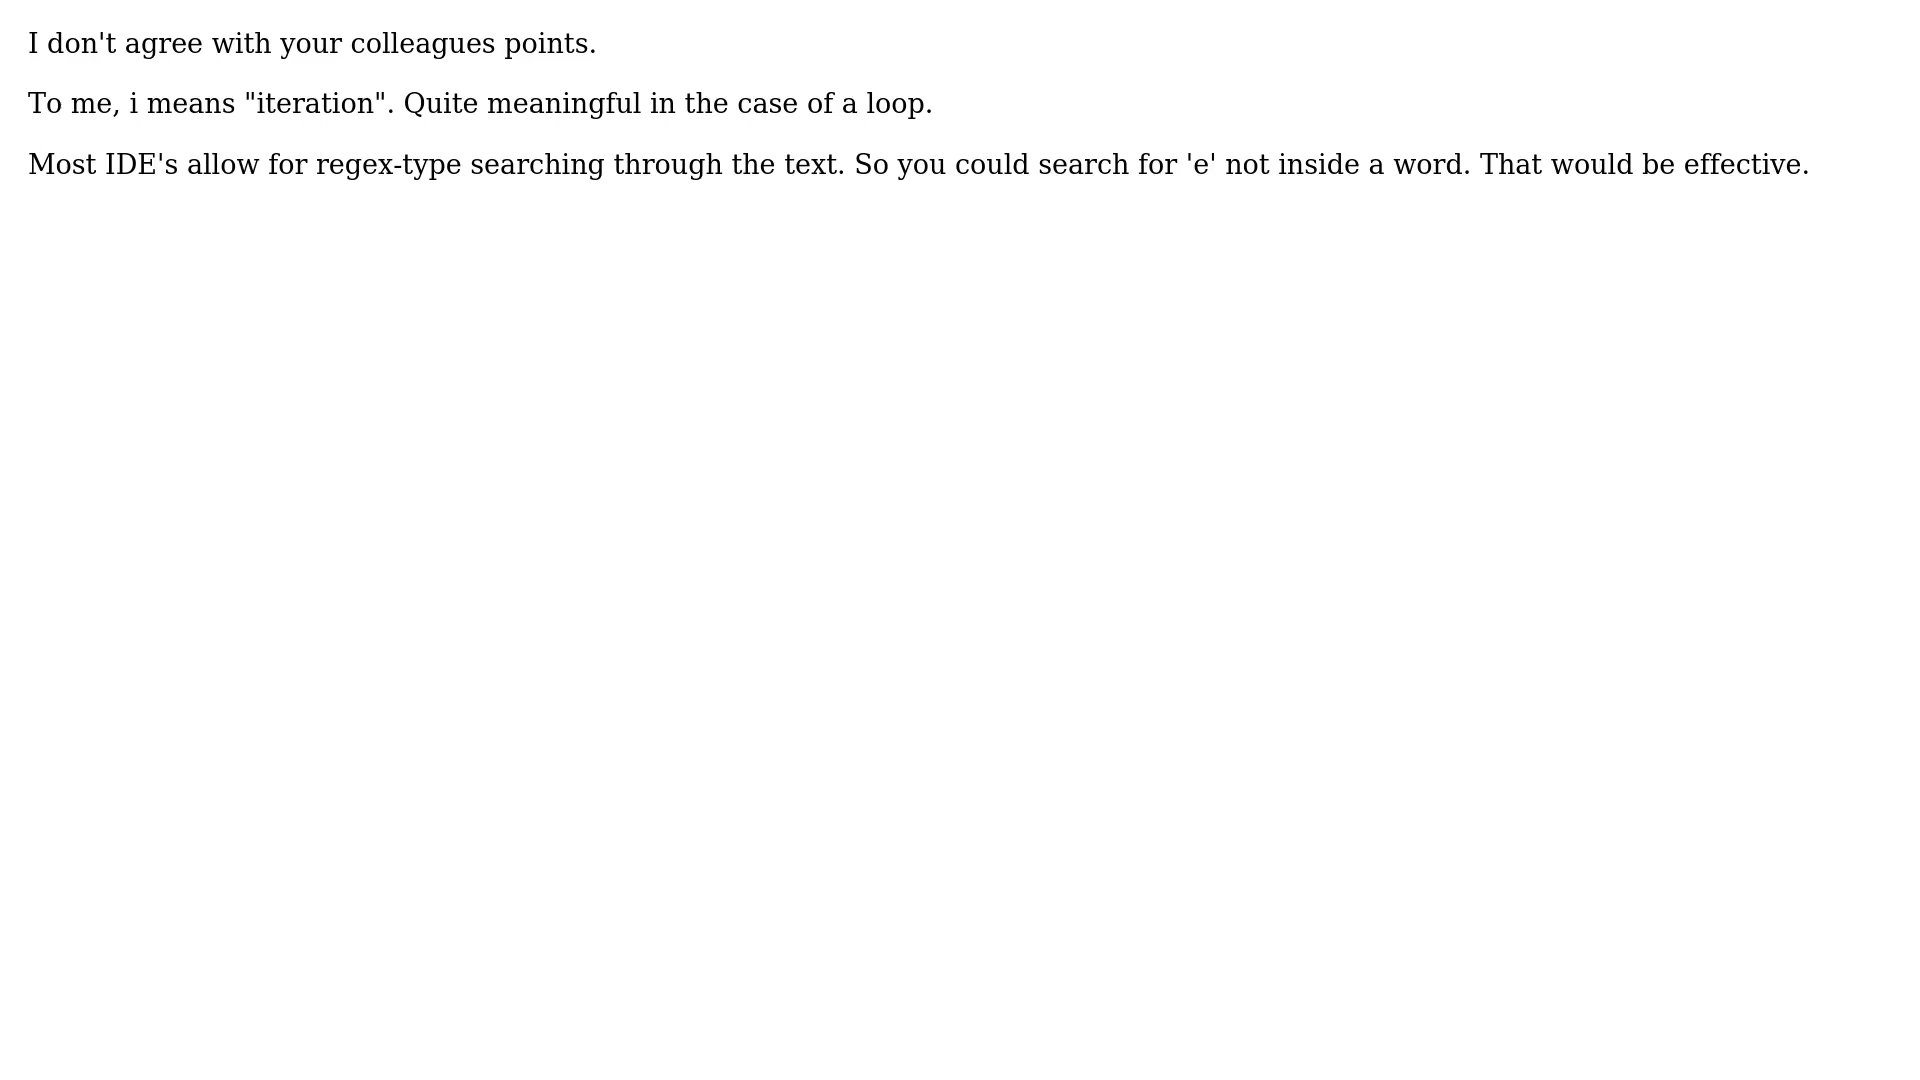 I don't agree with your colleagues points.
To me, i means "iteration". Quite meaningful in the case of a loop.
Most IDE's allow for regex-type searching through the text. So you could search for 'e' not inside a word. That would be effective.